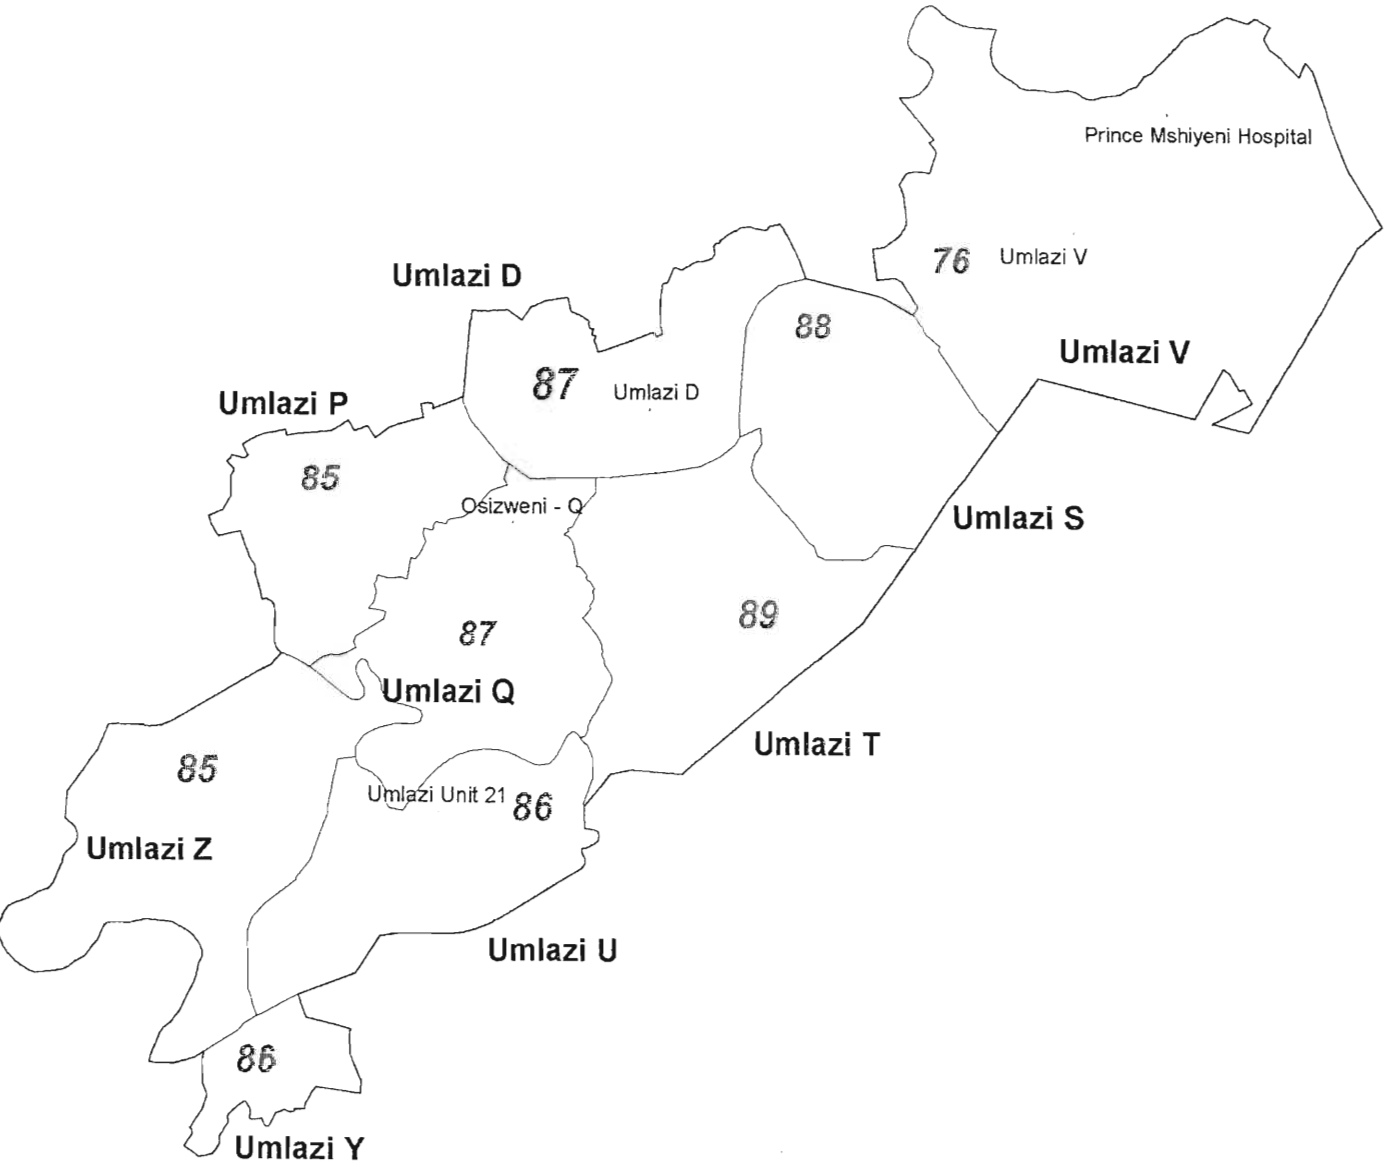 Prince Mshiyeni Hospital
76 Umlazi V
Umlazi D
88
Umlazi V
87 Umlazi D
Umlazi P
85
Osizweni - Q
Umlazi S
89
87
Umlazi Q
Umlazi T
85
Umlazi Unit 21 86
Umlazi Z
Umlazi U
86
Umlazi Y